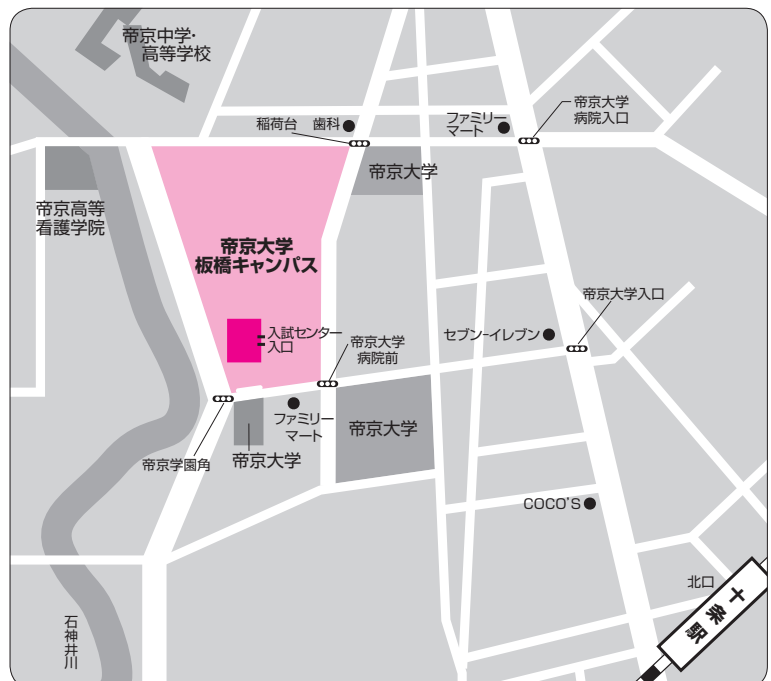 帝京中学・
高等学校
稲荷台
歯科
ファミリー
マート
帝京大学
病院入口
帝京大学
帝京高等
看護学院
帝京大学
板橋キャンパス
入試センター
入口
帝京大学
病院前
セブン-イレブン
帝京大学入口
ファミリー
マート
帝京大学
帝京学園角
帝京大学
COCO'S
北口
十条駅
石神井川